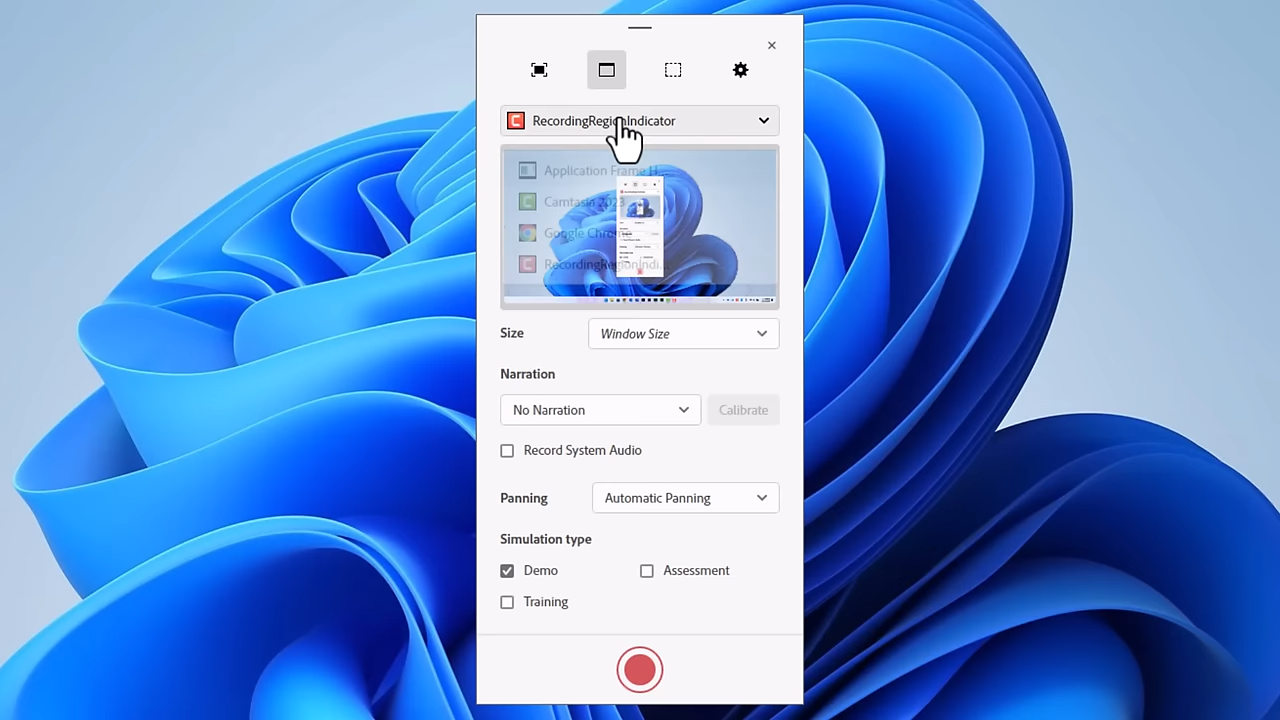 RecordingRegionIndicator
Application Frame H...
Camtasia 2023
Google Chrome
RecordingRegionIndi...
Size
Window Size
Narration
No Narration
Calibrate
Record System Audio
Panning
Automatic Panning
Simulation type
Demo
Assessment
Training